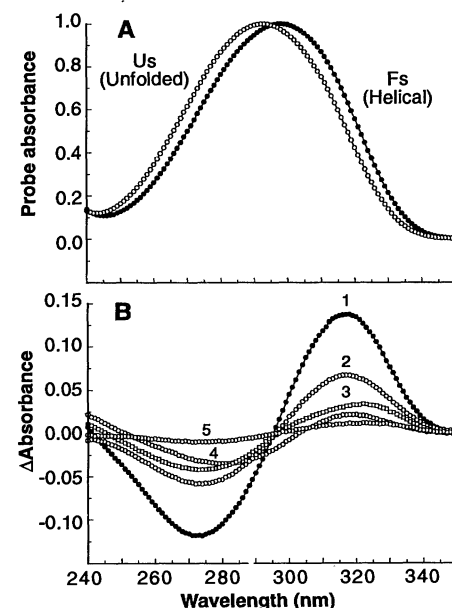 A
1.0
0.8
0.6
0.4
0.2
0.0
Probe absorbance
Us
(Unfolded)
Fs
(Helical)
B
0.15
0.10
0.05
0.00
-0.05
-0.10
ΔAbsorbance
1
2
3
4
5
240 260 280 300 320 340
Wavelength (nm)